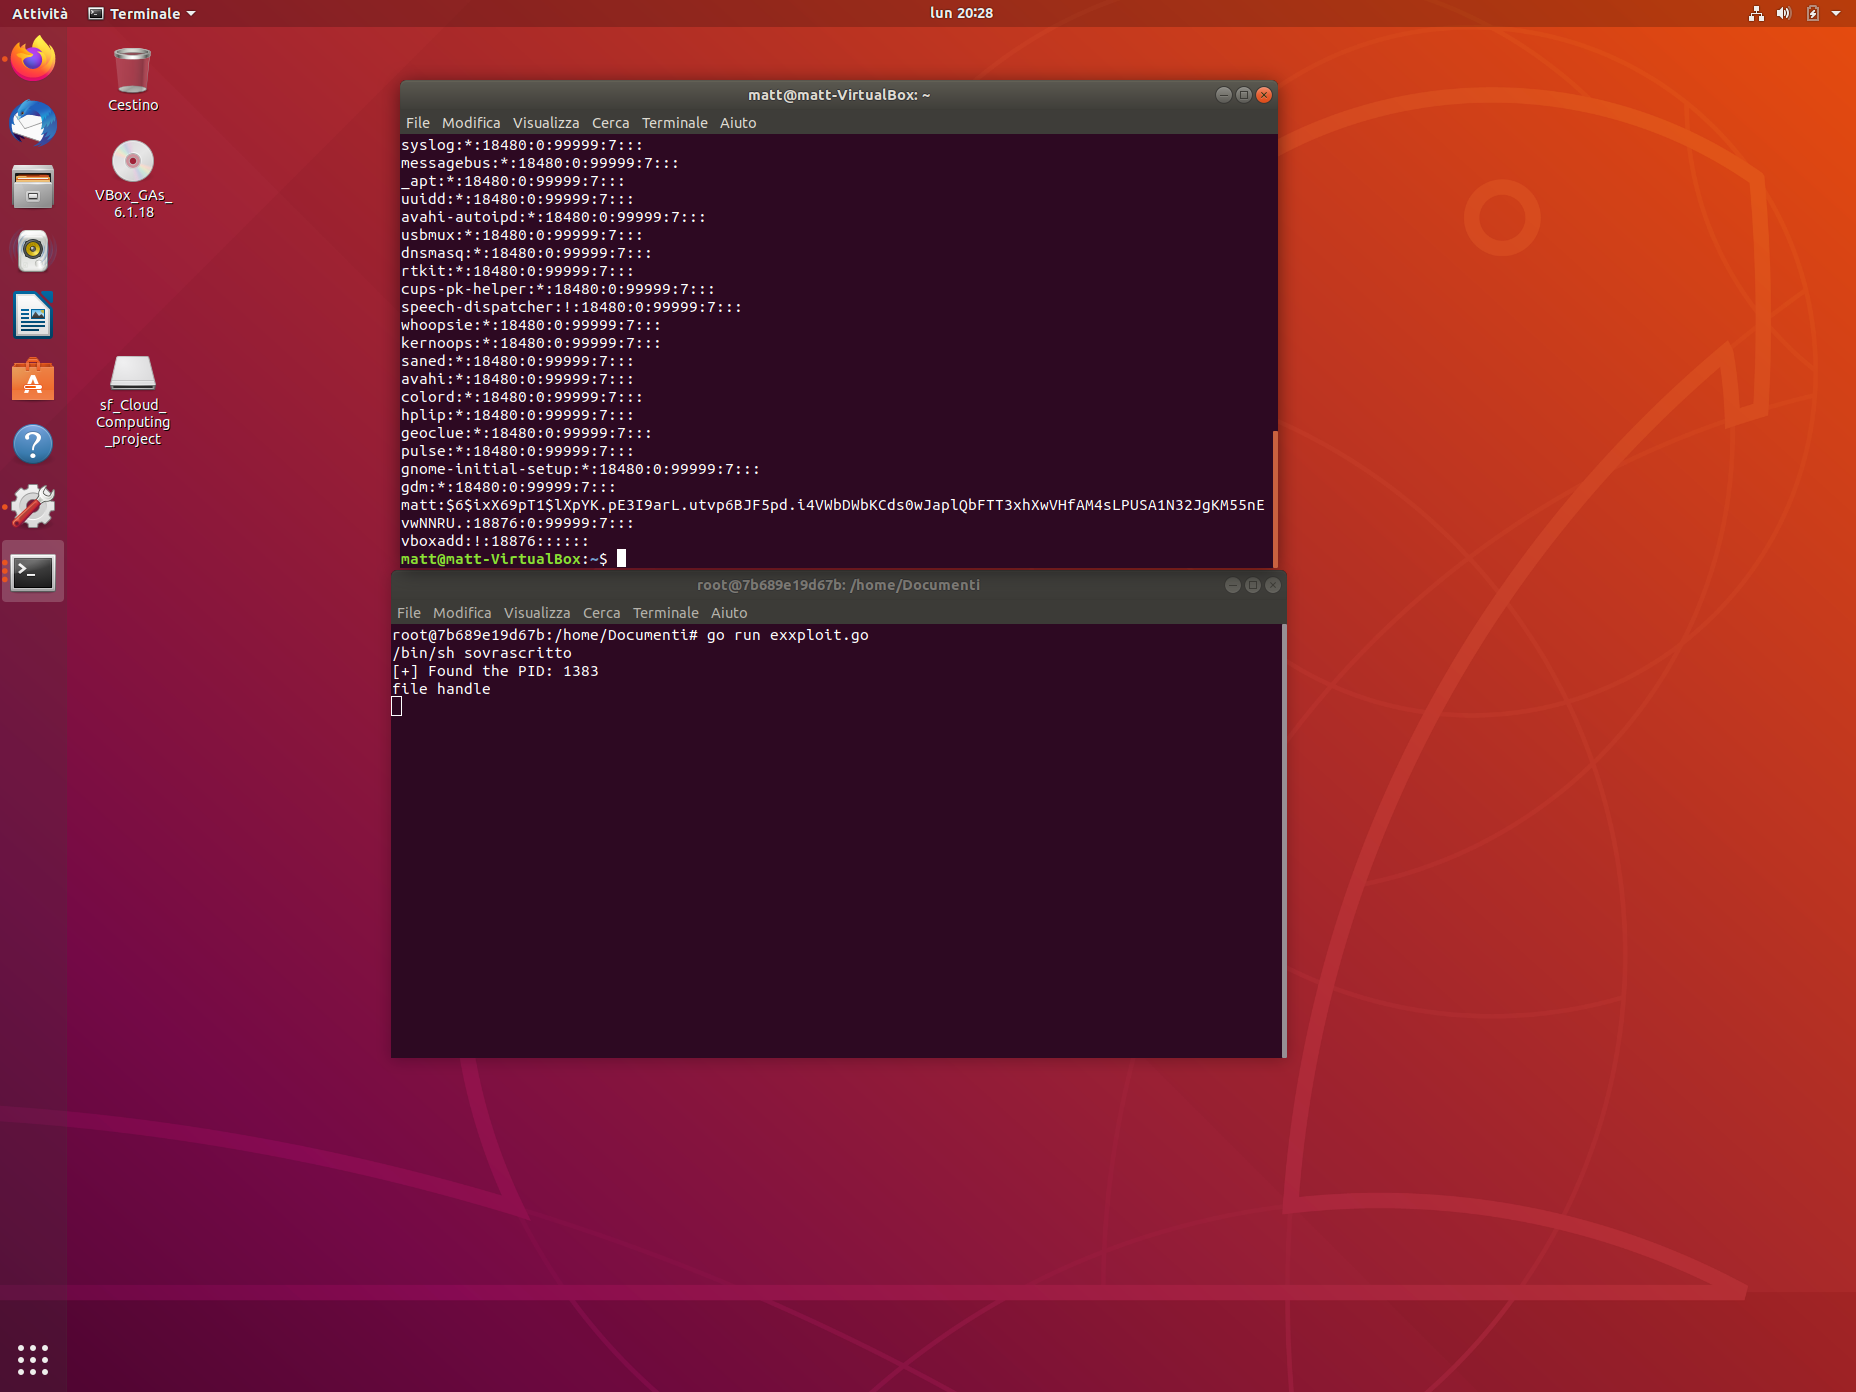 Attività
Terminale
lun 20:28
Cestino
VBox_GAs_
6.1.18
sf_Cloud_
Computing
_project
matt@matt-VirtualBox: ~
File Modifica Visualizza Cerca Terminale Aiuto
syslog:*:18480:0:99999:7:::
messagebus:*:18480:0:99999:7:::
_apt:*:18480:0:99999:7:::
uuidd:*:18480:0:99999:7:::
avahi-autoipd:*:18480:0:99999:7:::
usbmux:*:18480:0:99999:7:::
dnsmasq:*:18480:0:99999:7:::
rtkit:*:18480:0:99999:7:::
cups-pk-helper:*:18480:0:99999:7:::
speech-dispatcher:!:18480:0:99999:7:::
whoopsie:*:18480:0:99999:7:::
kernoops:*:18480:0:99999:7:::
saned:*:18480:0:99999:7:::
avahi:*:18480:0:99999:7:::
colord:*:18480:0:99999:7:::
hplip:*:18480:0:99999:7:::
geoclue:*:18480:0:99999:7:::
pulse:*:18480:0:99999:7:::
gnome-initial-setup:*:18480:0:99999:7:::
gdm:*:18480:0:99999:7:::
matt:$6$ixX69pT1$lXpYK.pE3I9arL.utvp6BJF5pd.i4VWbDWbKCds0wJaplQbFTT3xhXwVHfAM4sLPUSA1N32JgKM55nE
vwNNRU.:18876:0:99999:7:::
vboxadd:!:18876::::::
matt@matt-VirtualBox:~$
root@7b689e19d67b: /home/Documenti
File Modifica Visualizza Cerca Terminale Aiuto
root@7b689e19d67b:/home/Documenti# go run exxploit.go
/bin/sh sovrascritto
[+] Found the PID: 1383
file handle